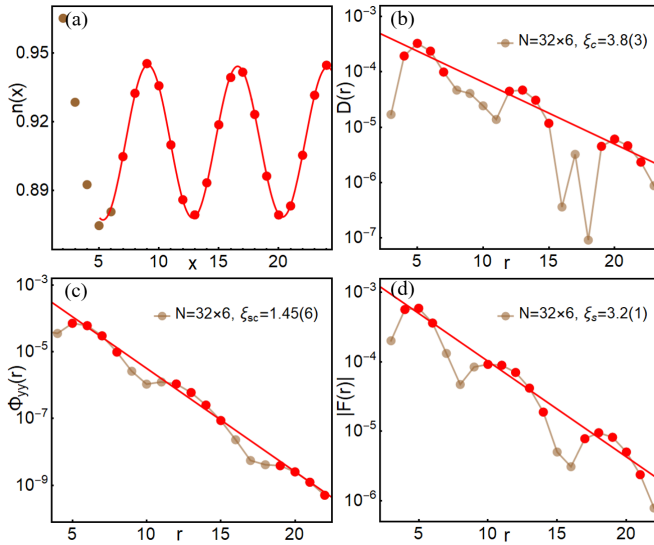 (a)
n(x)
0.95
0.92
0.89
5
10
15
20
x
(b)
N=32×6, ξc=3.8(3)
D(r)
10⁻³
10⁻⁴
10⁻⁵
10⁻⁶
10⁻⁷
5
10
15
20
r
(c)
N=32×6, ξsc=1.45(6)
Φyy(r)
10⁻³
10⁻⁵
10⁻⁷
10⁻⁹
5
10
15
20
r
(d)
N=32×6, ξs=3.2(1)
|F(r)|
10⁻³
10⁻⁴
10⁻⁵
10⁻⁶
5
10
15
20
r